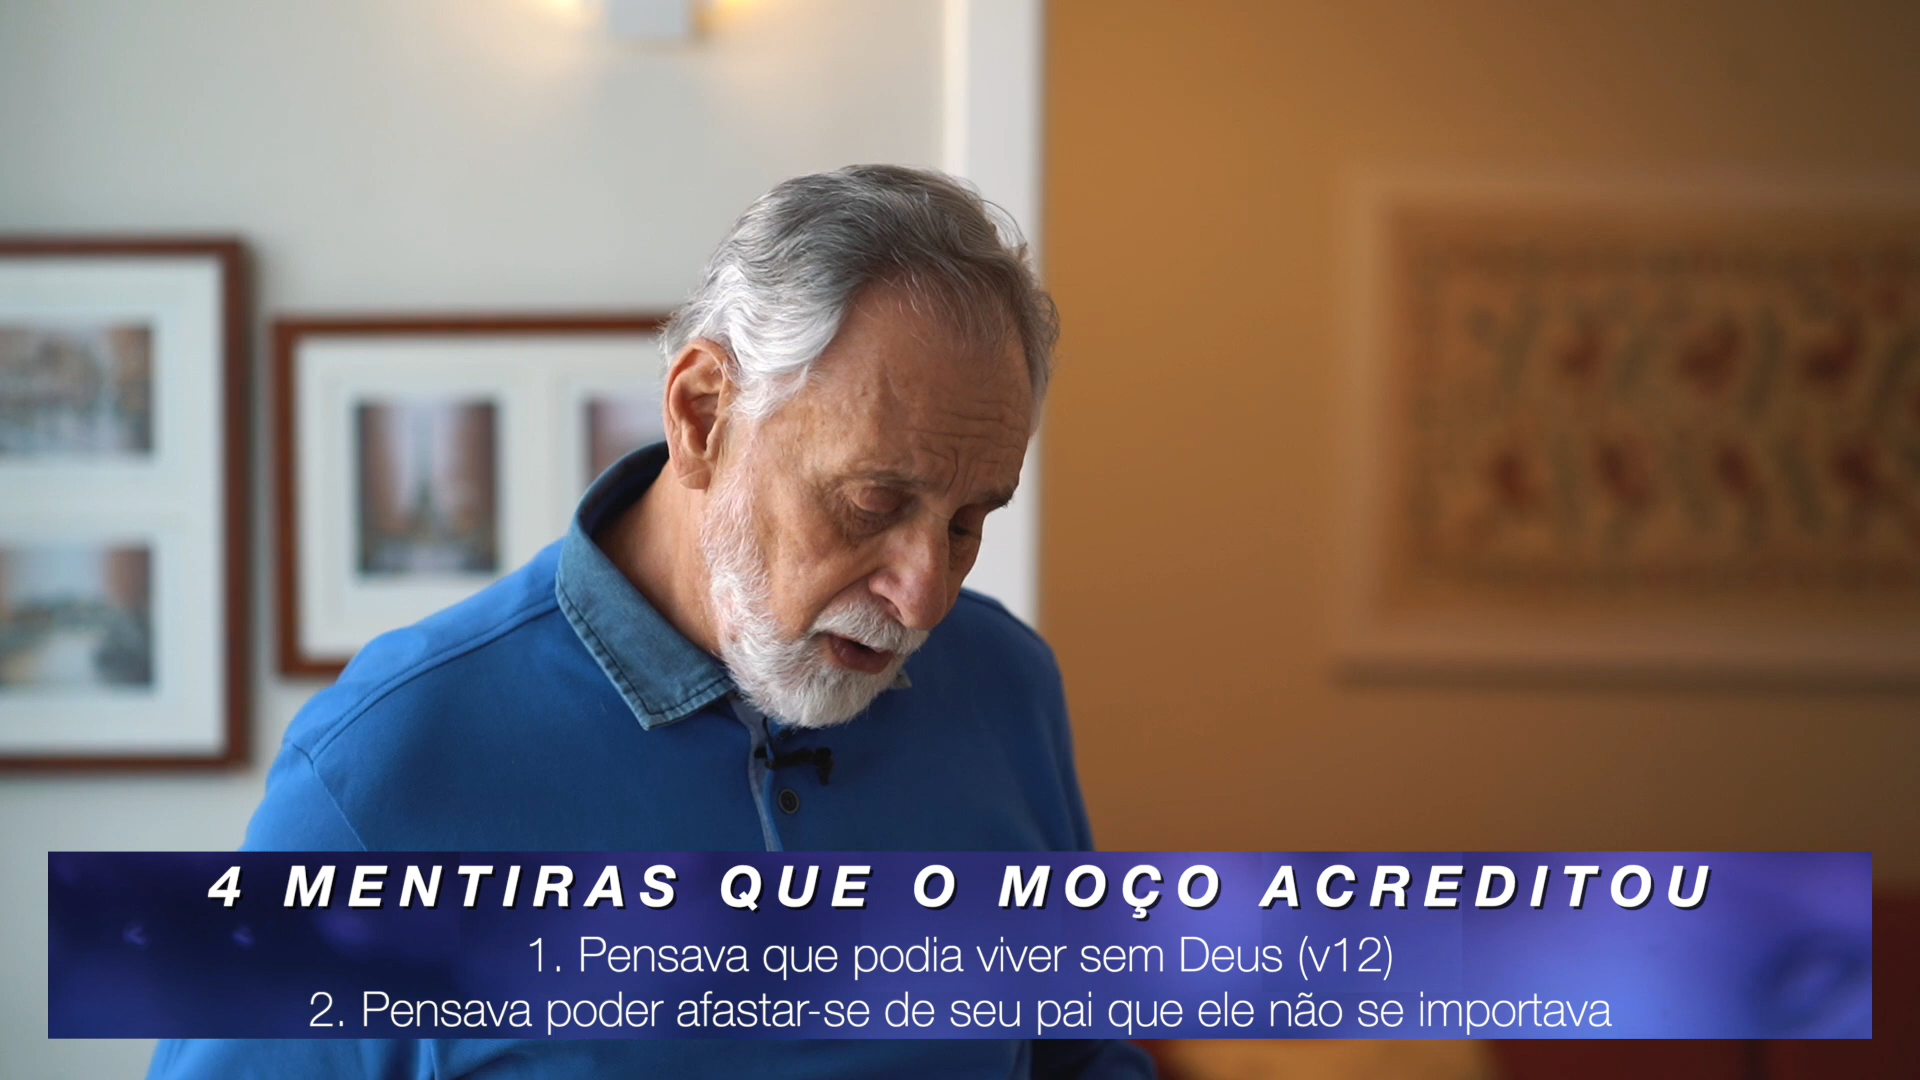 4 MENTIRAS QUE O MOÇO ACREDITOU
1. Pensava que podia viver sem Deus (v12)
2. Pensava poder afastar-se de seu pai que ele não se importava